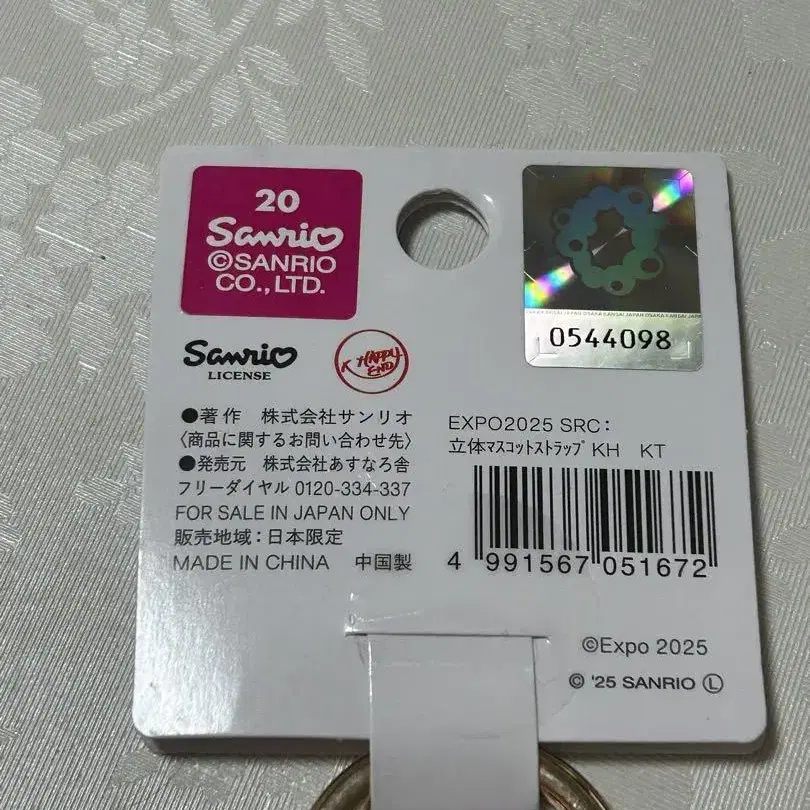 20
Sanrio
©SANRIO
CO., LTD.
0544098
Sanrio
LICENSE
K HAPPY
END
●著作 株式会社サンリオ
〈商品に関するお問い合わせ先〉
●発売元 株式会社あすなろ舎
フリーダイヤル 0120-334-337
FOR SALE IN JAPAN ONLY
販売地域：日本限定
MADE IN CHINA 中国製
EXPO2025 SRC：
立体ﾏｽｺｯﾄｽﾄﾗｯﾌﾟ KH KT
4 991567 051672
©Expo 2025
© '25 SANRIO Ⓛ